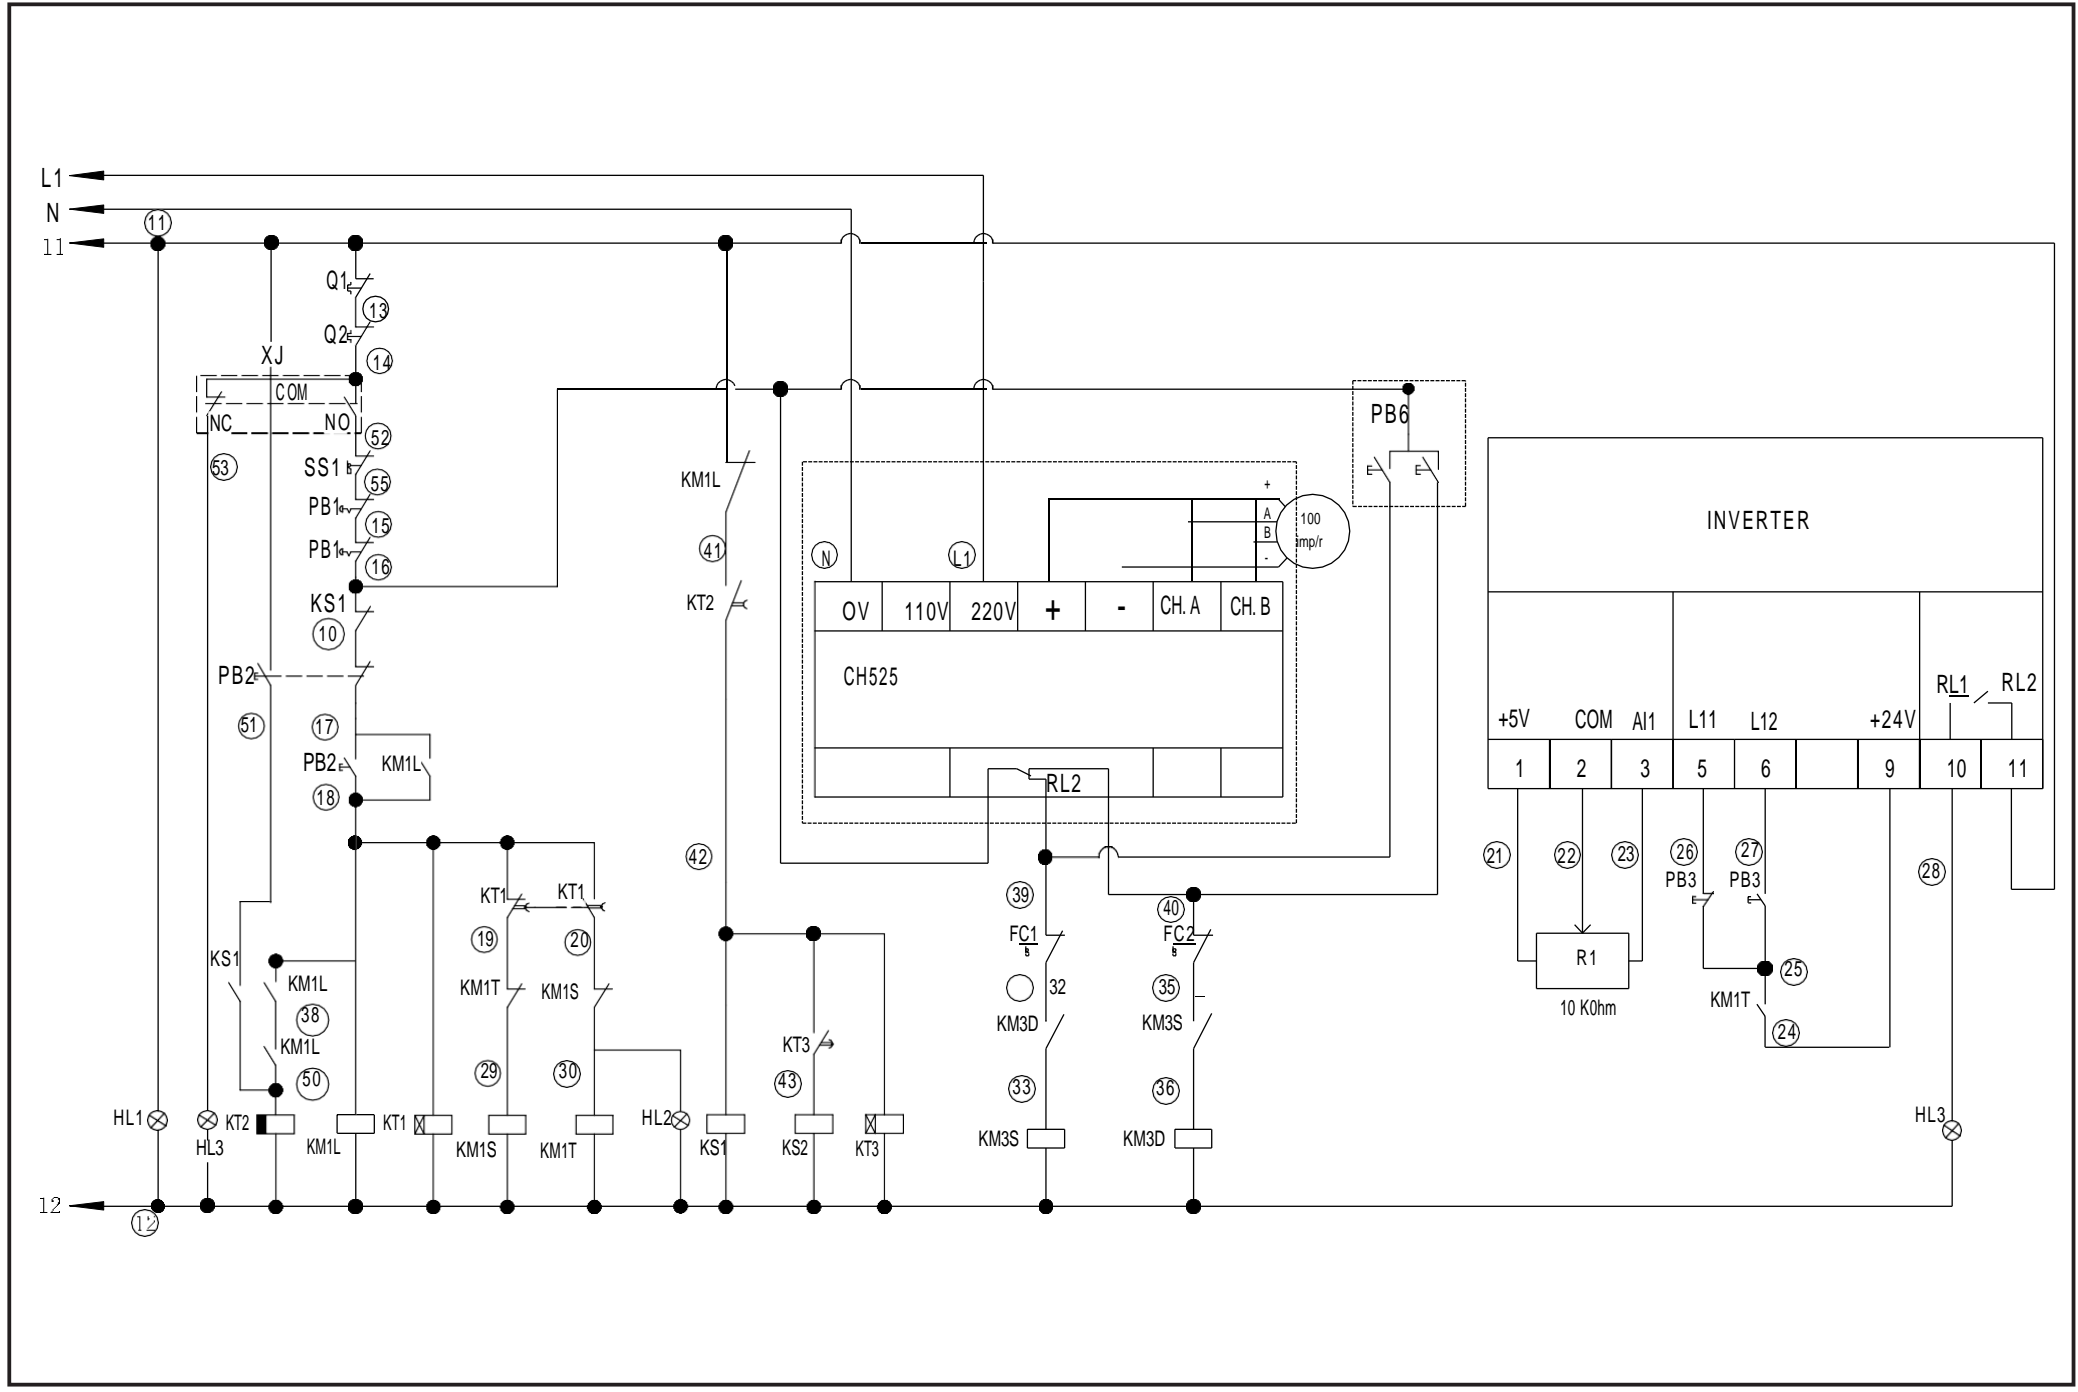 L1
N
11
11
Q1
13
Q2
14
XJ
COM
NC
NO
52
53
SS1
55
PB1
15
PB1
16
KS1
10
PB2
51
17
PB2
KM1L
18
KM1L
41
KT2
42
PB6
+
A
B
-
100
imp/r
N
L1
OV
110V
220V
+
-
CH. A
CH. B
CH525
RL2
INVERTER
RL1
RL2
+5V
COM
AI1
L11
L12
+24V
1
2
3
5
6
9
10
11
21
22
23
26
27
28
PB3
PB3
R1
10 KOhm
25
KM1T
24
KT1
KT1
19
20
KS1
KM1L
38
KM1L
50
KM1T
KM1S
29
30
KT3
43
39
40
FC1
FC2
32
35
KM3D
KM3S
33
36
HL1
HL3
KT2
KM1L
KT1
KM1S
KM1T
HL2
KS1
KS2
KT3
KM3S
KM3D
HL3
12
12